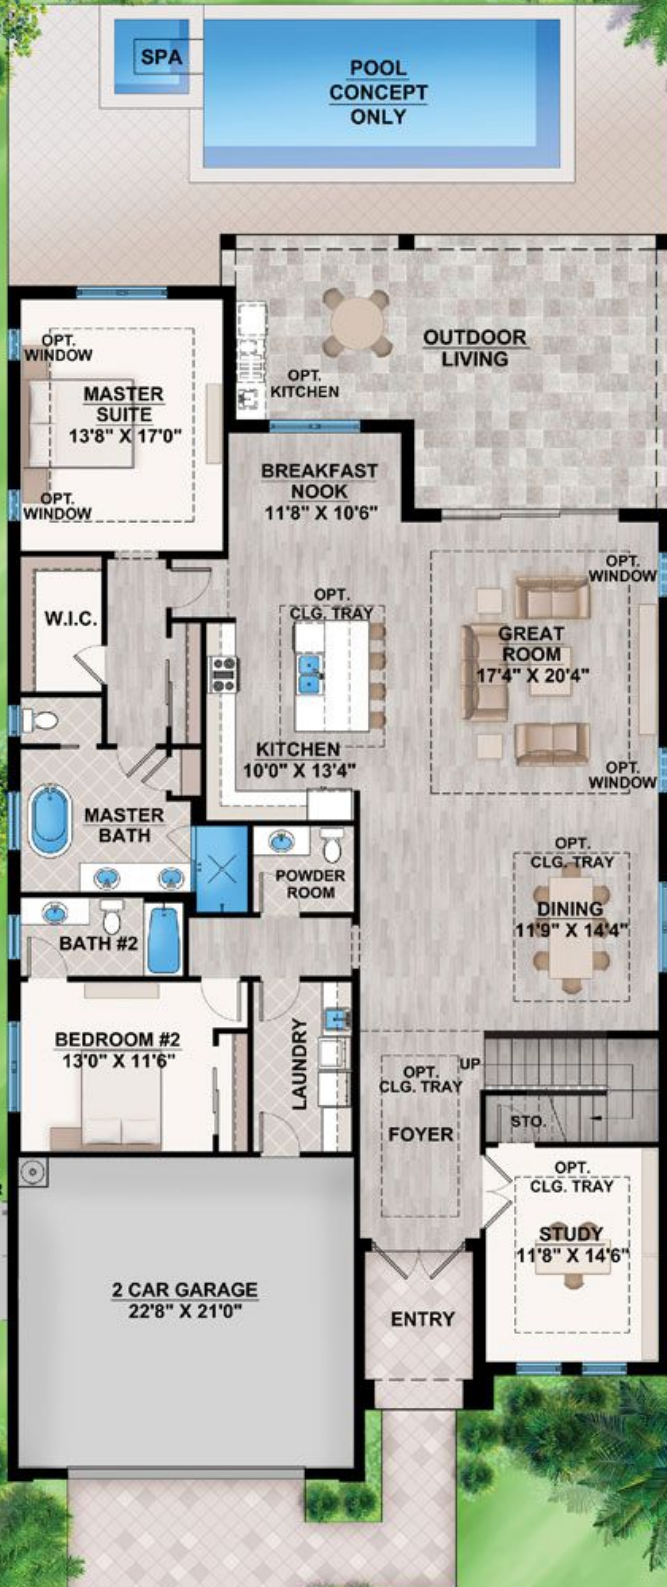 SPA
POOL
CONCEPT
ONLY
OUTDOOR
LIVING
OPT.
KITCHEN
OPT.
WINDOW
MASTER
SUITE
13'8" X 17'0"
OPT.
WINDOW
BREAKFAST
NOOK
11'8" X 10'6"
OPT.
WINDOW
W.I.C.
OPT.
CLG. TRAY
GREAT
ROOM
17'4" X 20'4"
KITCHEN
10'0" X 13'4"
OPT.
WINDOW
MASTER
BATH
OPT.
CLG. TRAY
POWDER
ROOM
DINING
11'9" X 14'4"
BATH #2
BEDROOM #2
13'0" X 11'6"
LAUNDRY
UP
OPT.
CLG. TRAY
FOYER
STO.
OPT.
CLG. TRAY
STUDY
11'8" X 14'6"
2 CAR GARAGE
22'8" X 21'0"
ENTRY